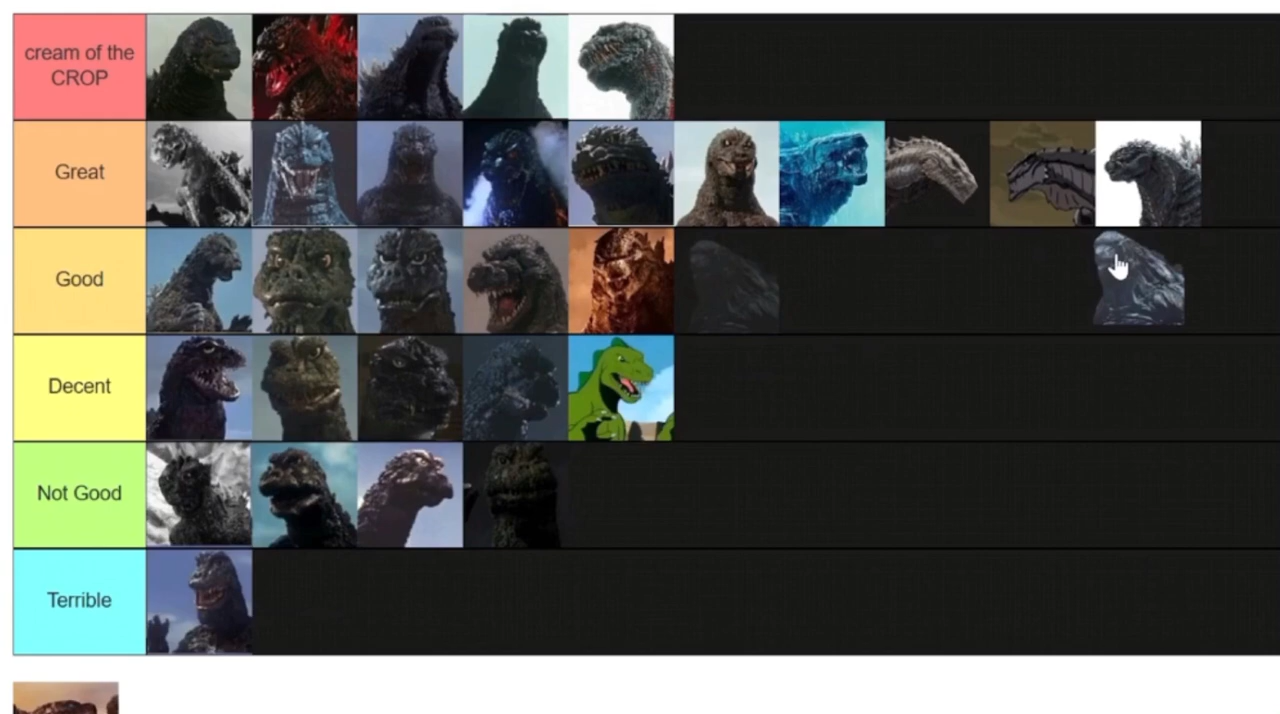 cream of the
CROP
Great
Good
Decent
Not Good
Terrible